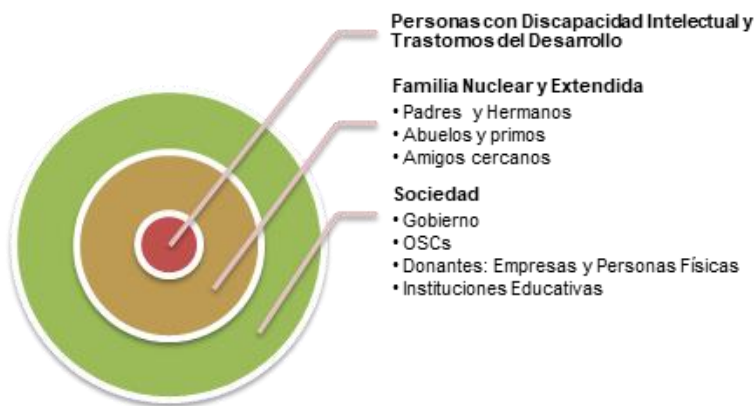 Personas con Discapacidad Intelectual y
Trastornos del Desarrollo
Familia Nuclear y Extendida
• Padres y Hermanos
• Abuelos y primos
• Amigos cercanos
Sociedad
• Gobierno
• OSCs
• Donantes: Empresas y Personas Físicas
• Instituciones Educativas